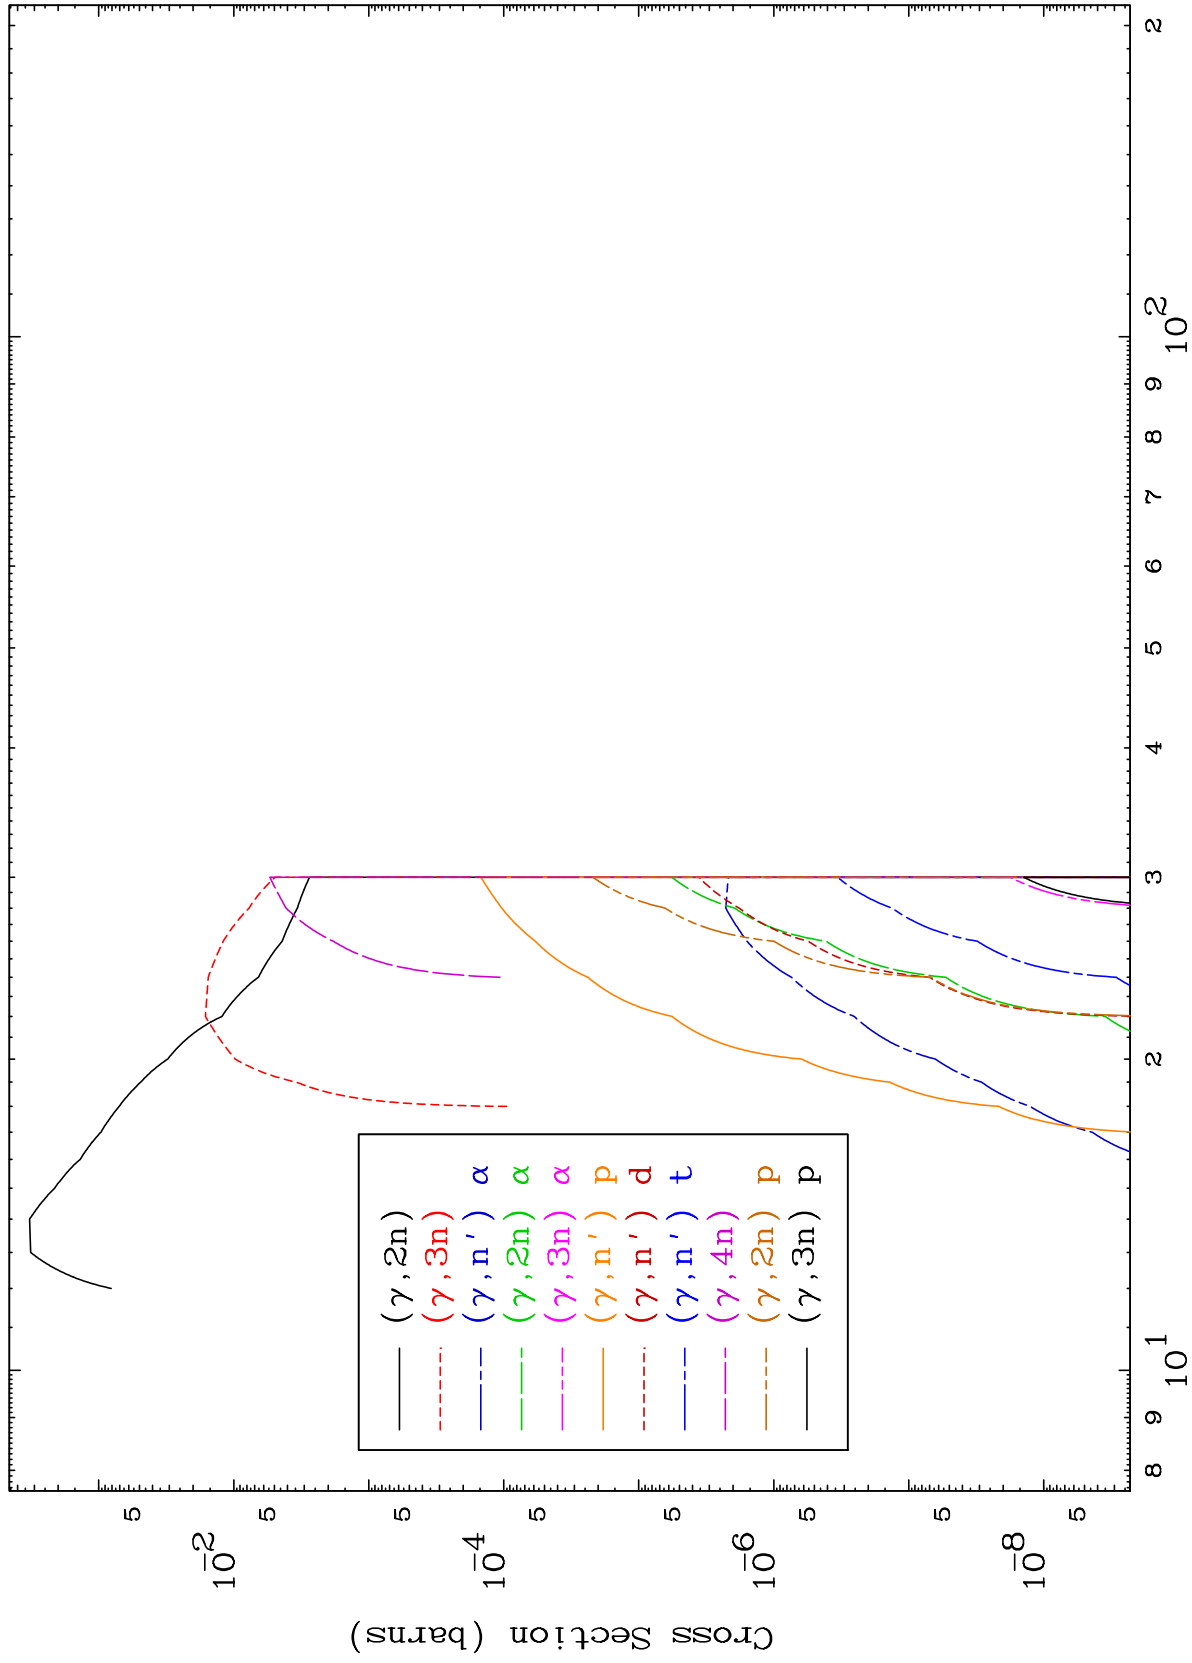 Cross Section (barns)
5
10-2
5
5
10-4
5
5
10-6
5
5
10-8
5
8
9
10 1
2
3
4
5
6
7
8
9
10 2
2
(γ,2n)
(γ,3n)
(γ,n') α
(γ,2n) α
(γ,3n) α
(γ,n') p
(γ,n') d
(γ,n') t
(γ,4n)
(γ,2n) p
(γ,3n) p